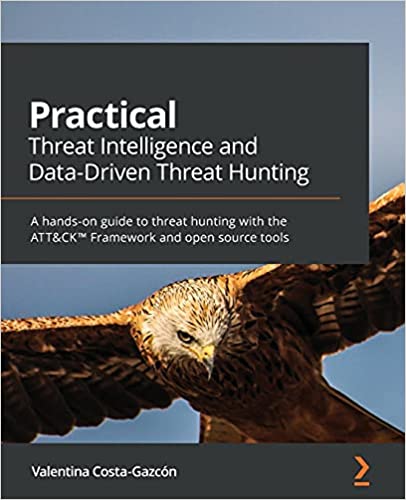 Practical
Threat Intelligence and
Data-Driven Threat Hunting
A hands-on guide to threat hunting with the
ATT&CK™ Framework and open source tools
Valentina Costa-Gazcón